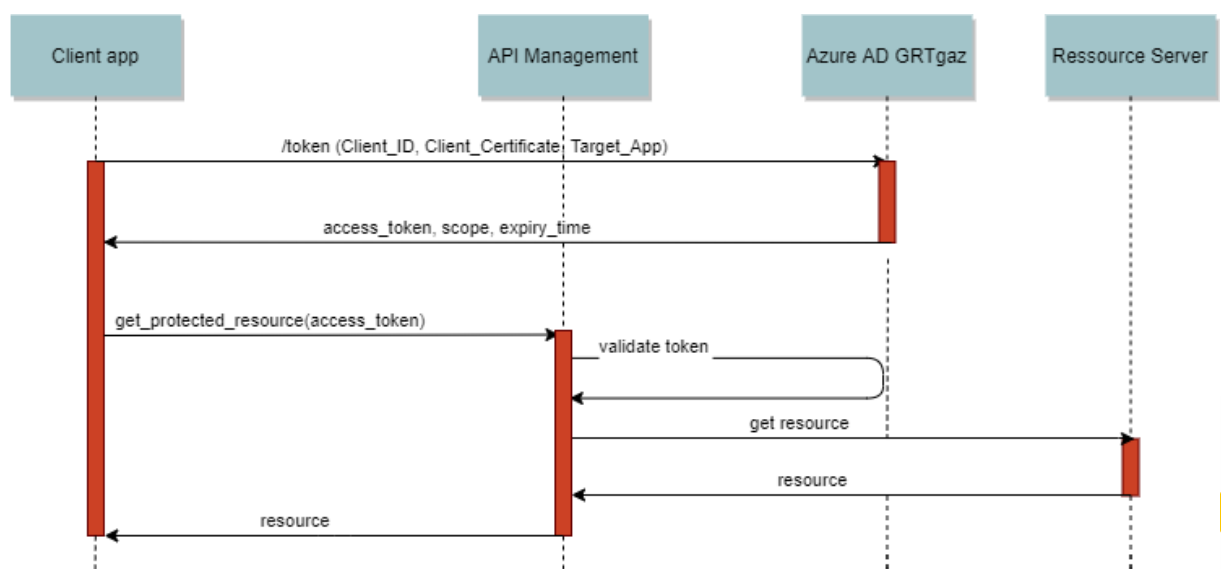 Client app
API Management
Azure AD GRTgaz
Ressource Server
/token (Client_ID, Client_Certificate, Target_App)
access_token, scope, expiry_time
get_protected_resource(access_token)
validate token
get resource
resource
resource